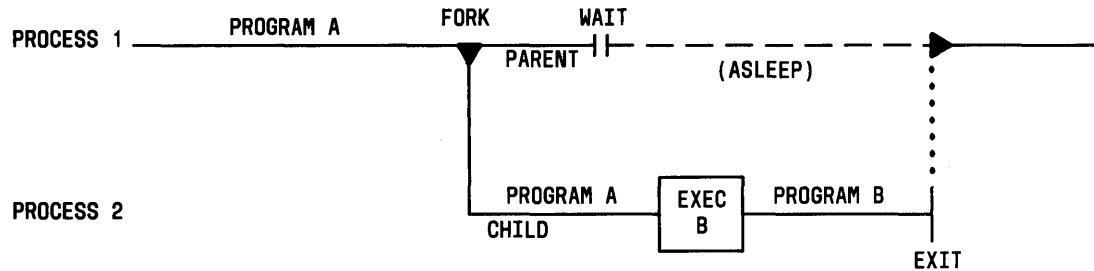 FORK
WAIT
PROGRAM A
PROCESS 1
PARENT
(ASLEEP)
PROGRAM A
EXEC
B
PROGRAM B
PROCESS 2
CHILD
EXIT